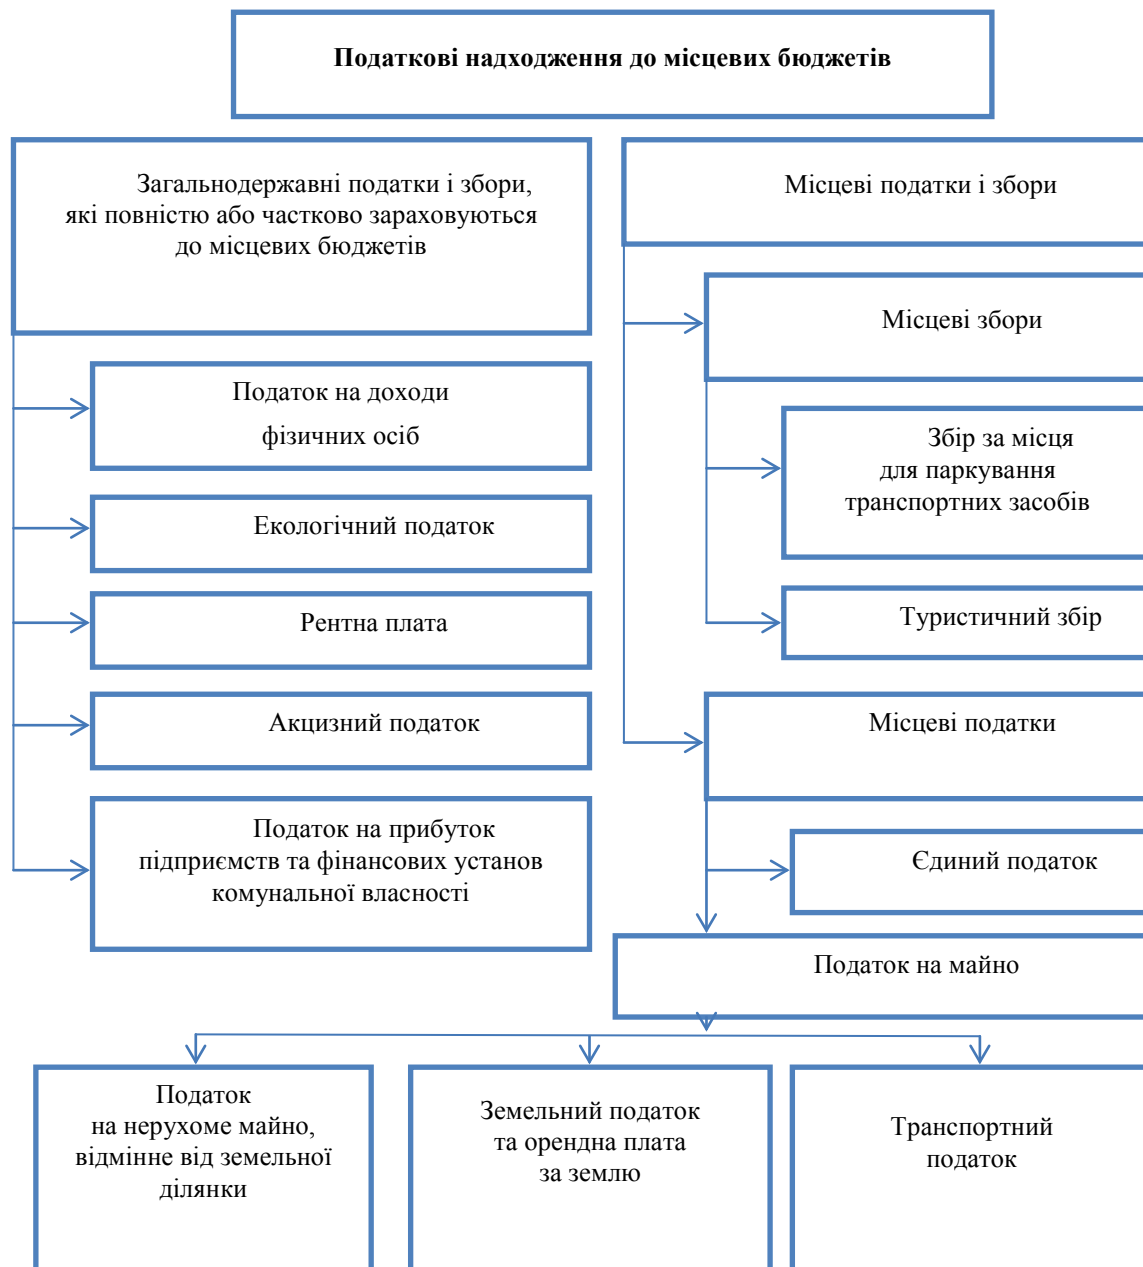 Податкові надходження до місцевих бюджетів
Загальнодержавні податки і збори,
які повністю або частково зараховуються
до місцевих бюджетів
Податок на доходи
фізичних осіб
Екологічний податок
Рентна плата
Акцизний податок
Податок на прибуток
підприємств та фінансових установ
комунальної власності
Місцеві податки і збори
Місцеві збори
Збір за місця
для паркування
транспортних засобів
Туристичний збір
Місцеві податки
Єдиний податок
Податок на майно
Податок
на нерухоме майно,
відмінне від земельної
ділянки
Земельний податок
та орендна плата
за землю
Транспортний
податок